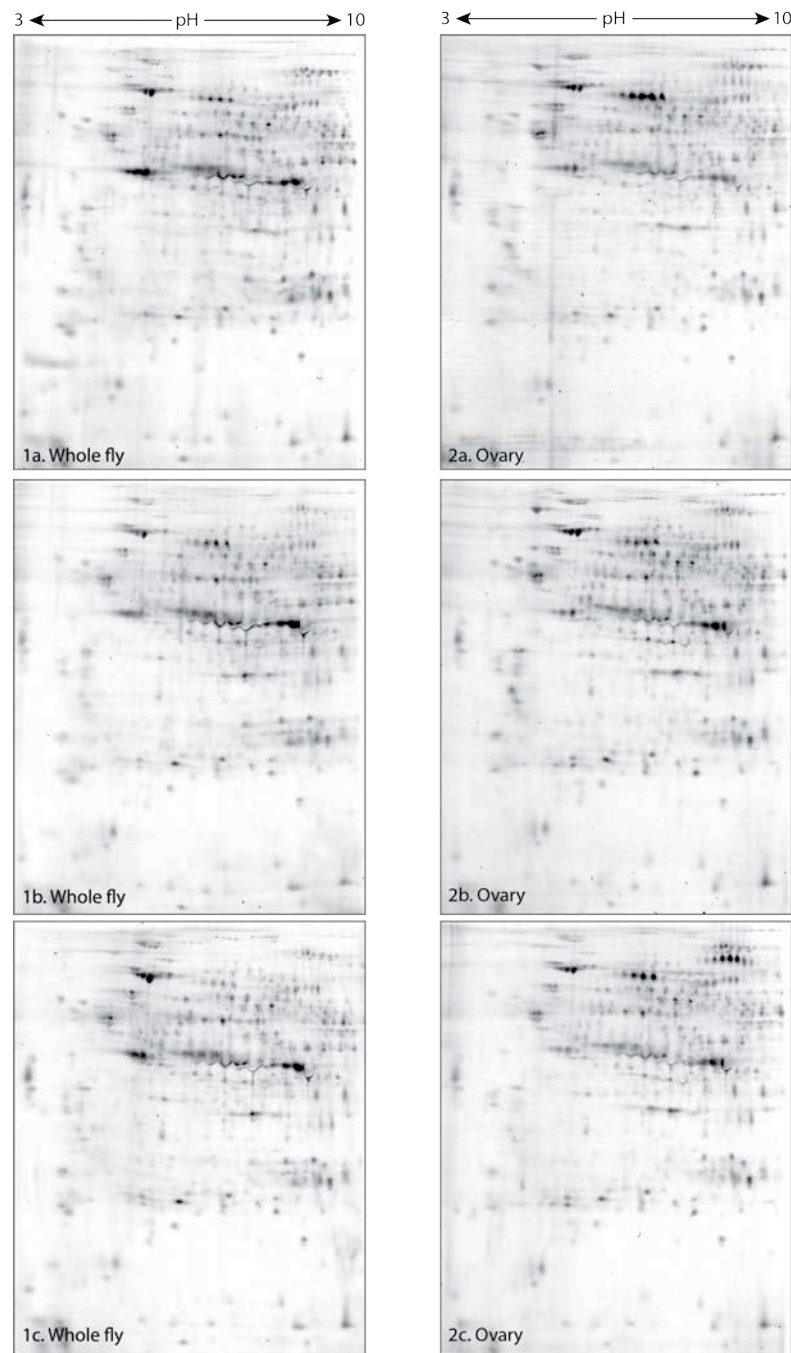 3 pH 10
3 pH 10
1a. Whole fly
2a. Ovary
1b. Whole fly
2b. Ovary
1c. Whole fly
2c. Ovary